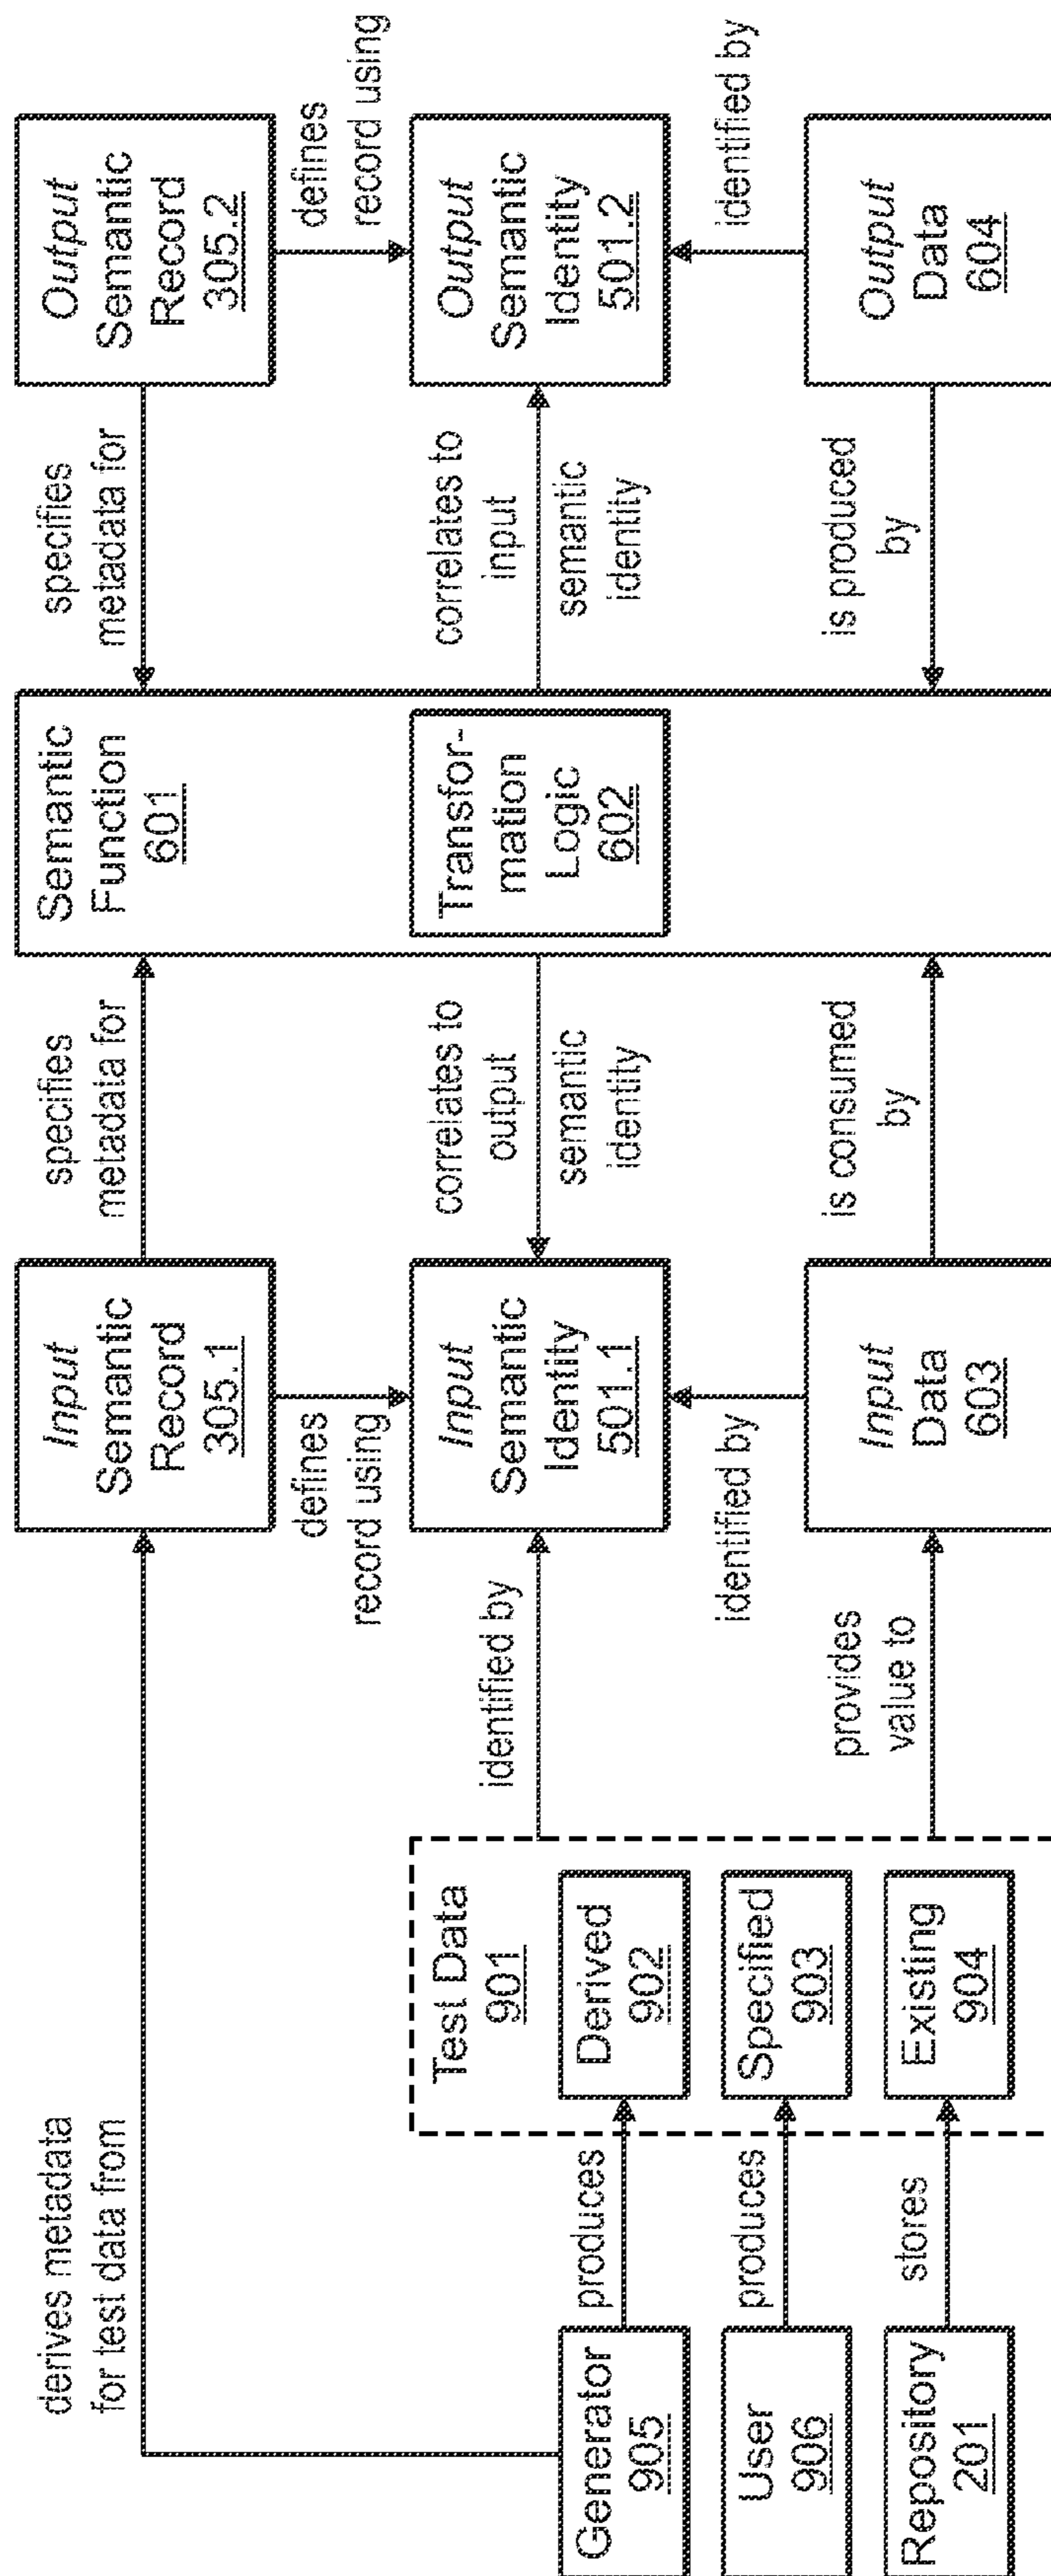 derives metadata
for test data from
Generator
905
User
906
Repository
201
produces
produces
stores
Test Data
901
Derived
902
Specified
903
Existing
904
identified by
provides
value to
Input
Semantic
Record
305.1
defines
record using
Input
Semantic
Identity
501.1
identified by
Input
Data
603
specifies
metadata for
correlates to
output
semantic
identity
is consumed
by
Semantic
Function
601
Transfor-
mation
Logic
602
specifies
metadata for
correlates to
input
semantic
identity
is produced
by
Output
Semantic
Record
305.2
defines
record using
Output
Semantic
Identity
501.2
identified by
Output
Data
604